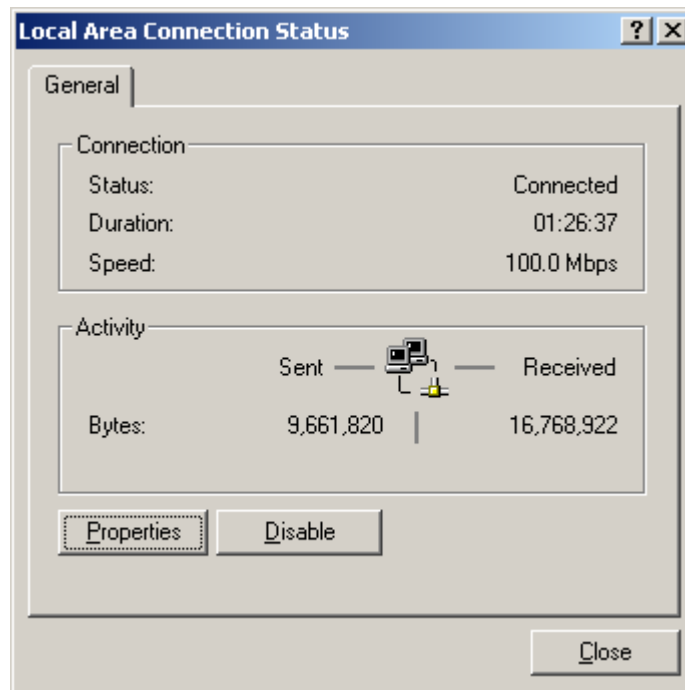 Local Area Connection Status
General
Connection
Status: Connected
Duration: 01:26:37
Speed: 100.0 Mbps
Activity
Sent Received
Bytes: 9,661,820 16,768,922
Properties Disable
Close